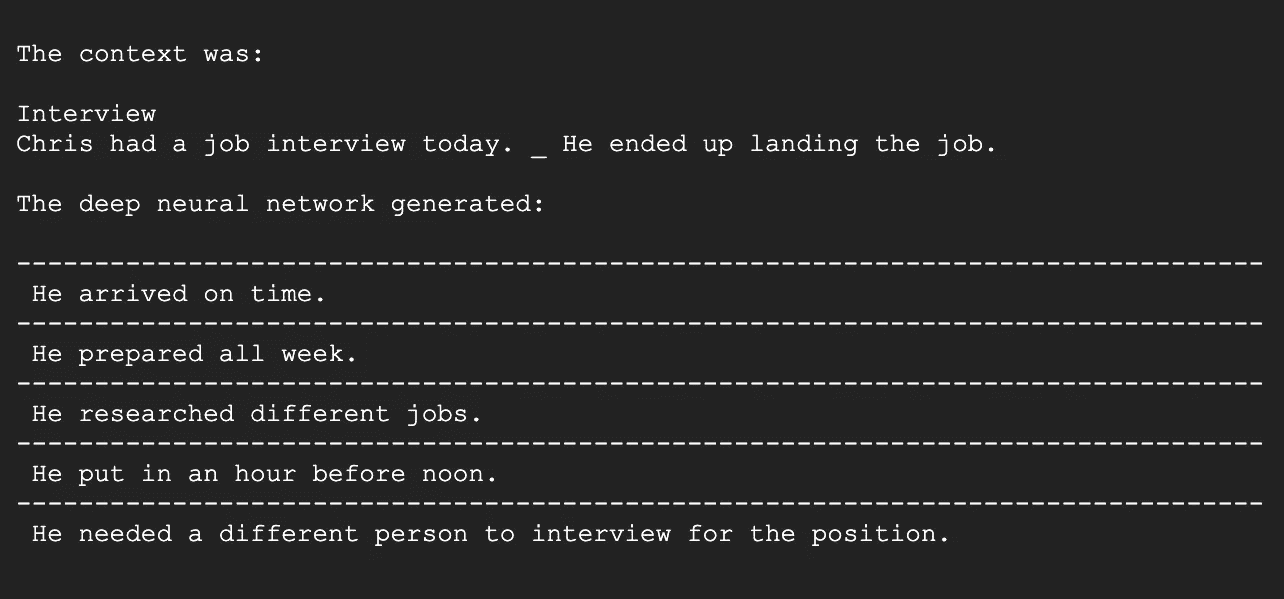 The context was:
Interview
Chris had a job interview today. _ He ended up landing the job.
The deep neural network generated:
--------------------------------------------------------------------------------
He arrived on time.
--------------------------------------------------------------------------------
He prepared all week.
--------------------------------------------------------------------------------
He researched different jobs.
--------------------------------------------------------------------------------
He put in an hour before noon.
--------------------------------------------------------------------------------
He needed a different person to interview for the position.